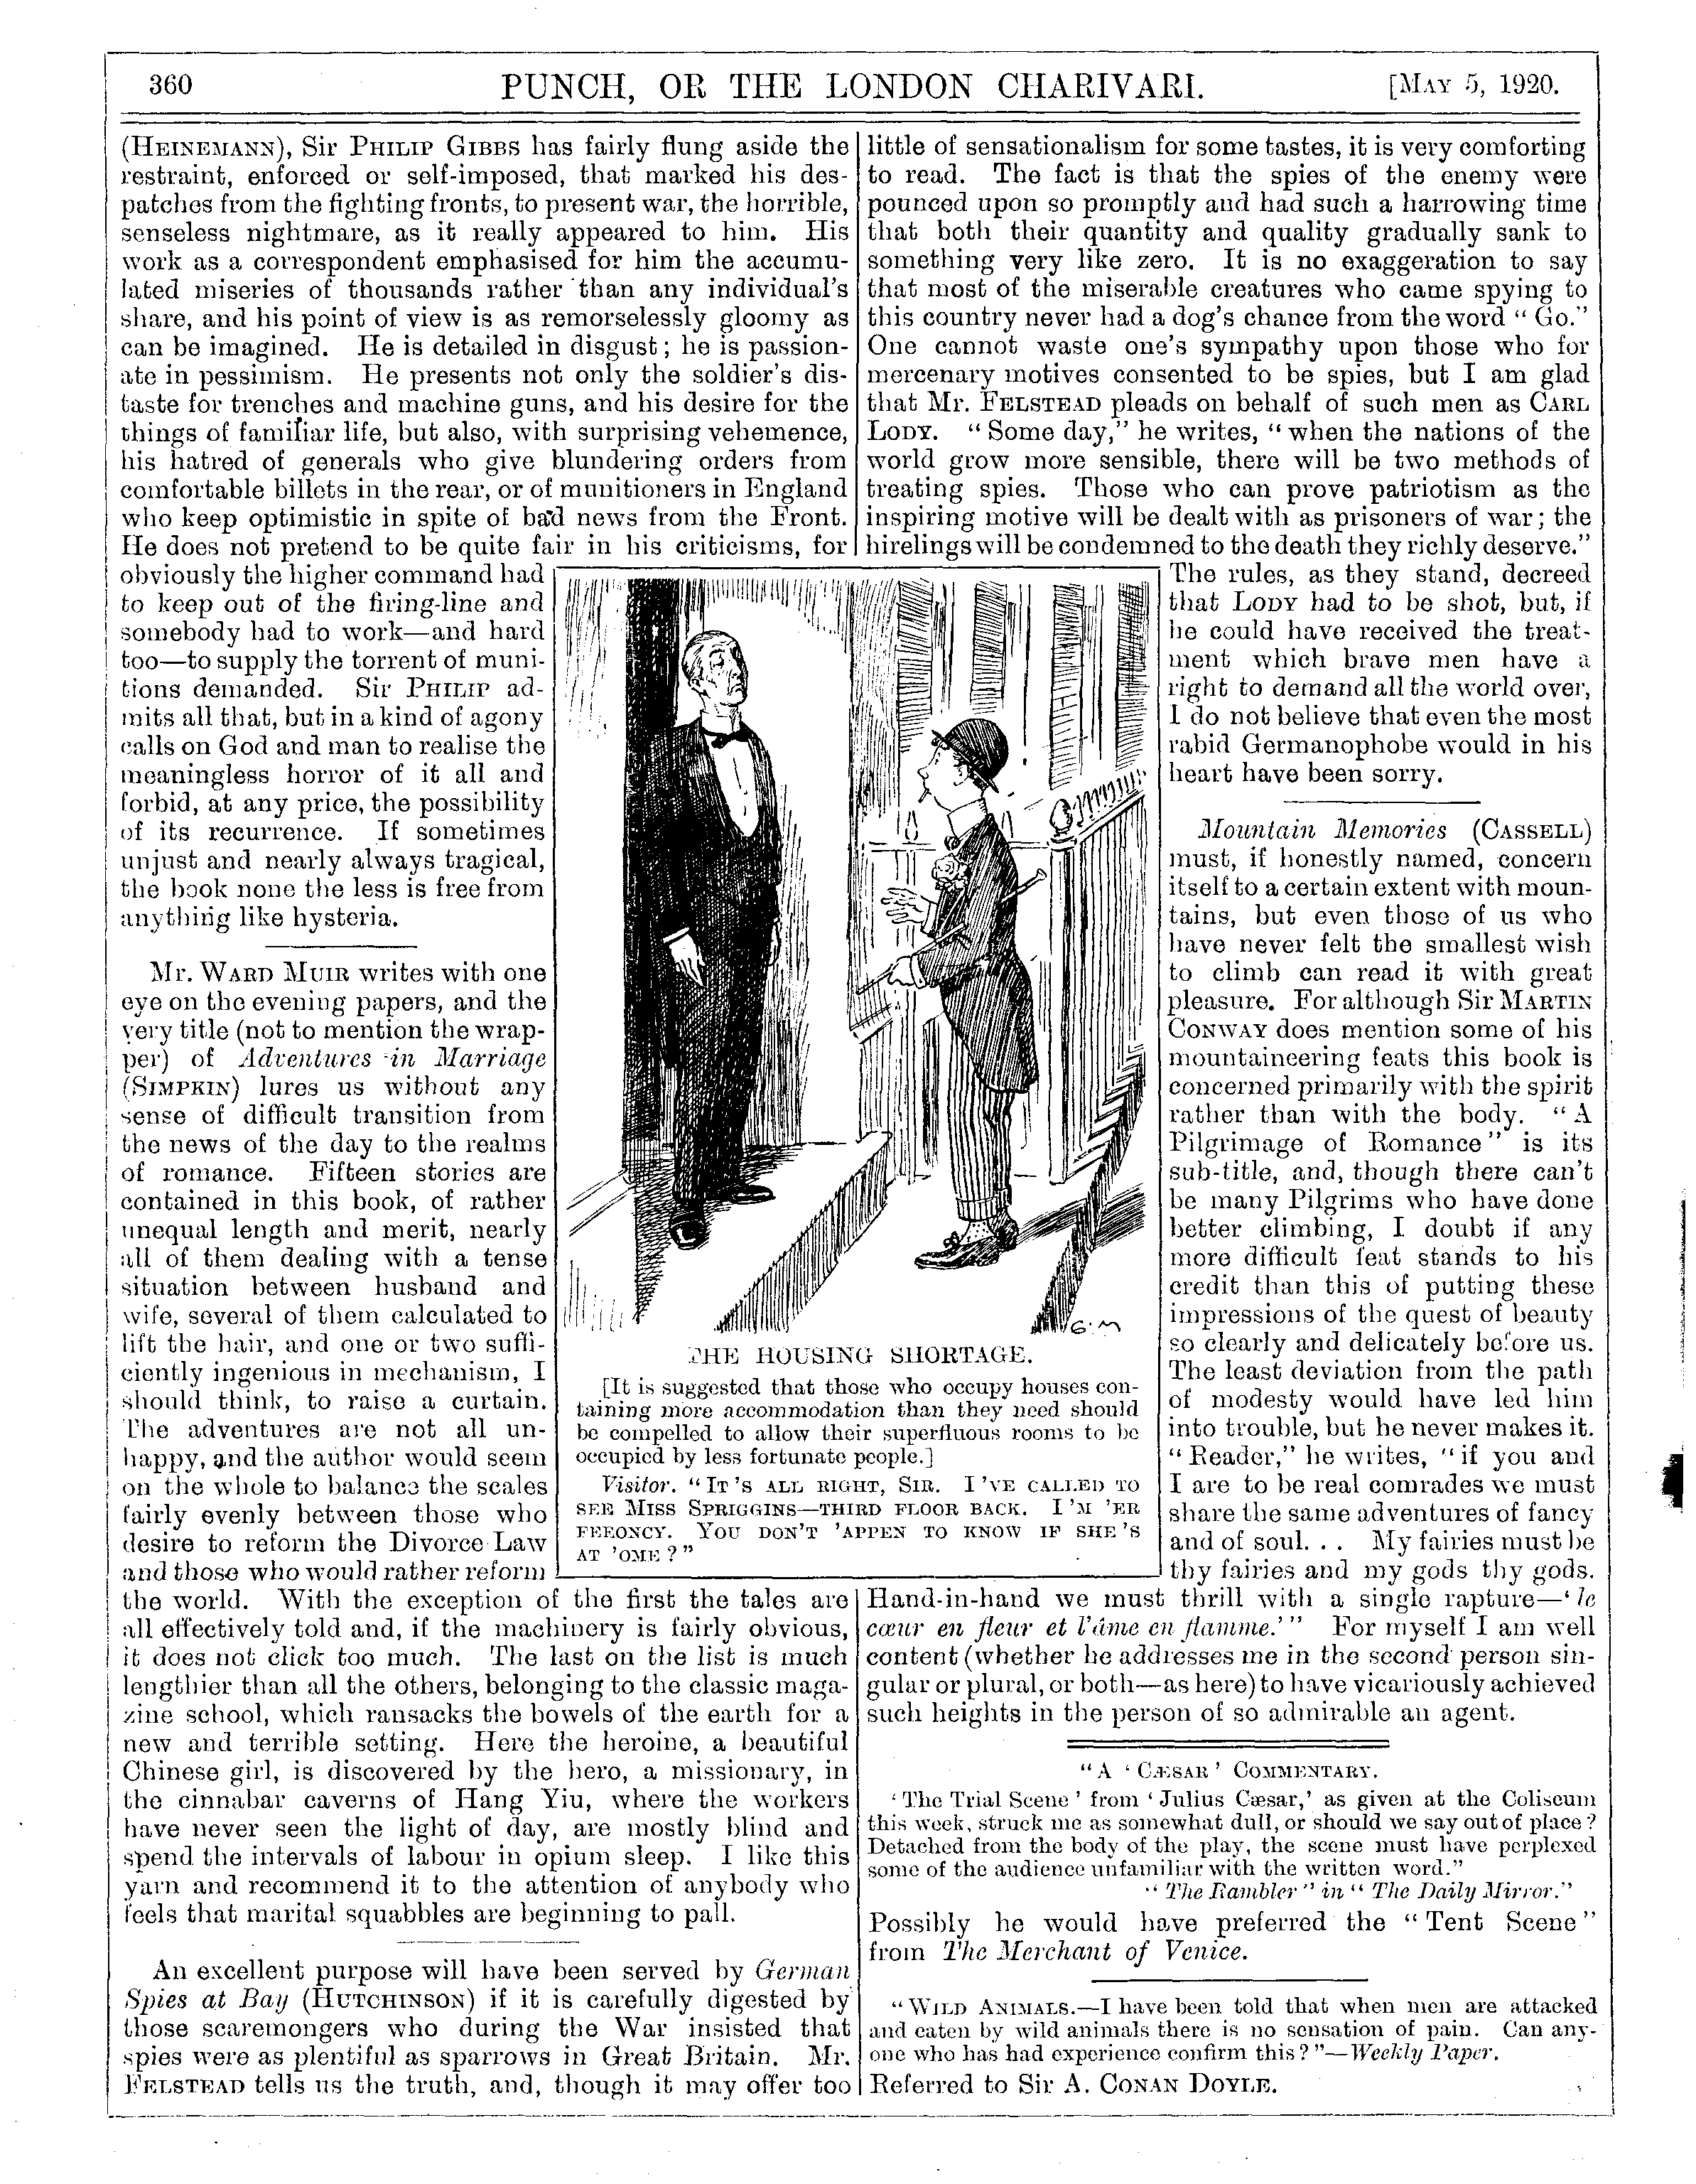 360
PUNCH, OR THE LONDON CHARIVARI.
[MAY 5, 1920.
(HEINEMANN), Sir PHILIP GIBBS has fairly flung aside the
restraint, enforced or self-imposed, that marked his des-
patches from the fighting fronts, to present war, the horrible,
senseless nightmare, as it really appeared to him. His
work as a correspondent emphasised for him the accumu-
lated miseries of thousands rather than any individual's
share, and his point of view is as remorselessly gloomy as
can be imagined. He is detailed in disgust; he is passion-
ate in pessimism. He presents not only the soldier's dis-
taste for trenches and machine guns, and his desire for the
things of familiar life, but also, with surprising vehemence,
his hatred of generals who give blundering orders from
comfortable billets in the rear, or of munitioners in England
who keep optimistic in spite of bad news from the Front.
He does not pretend to be quite fair in his criticisms, for
obviously the higher command had
to keep out of the firing-line and
somebody had to work—and hard
too—to supply the torrent of muni-
tions demanded. Sir PHILIP ad-
mits all that, but in a kind of agony
calls on God and man to realise the
meaningless horror of it all and
forbid, at any price, the possibility
of its recurrence. If sometimes
unjust and nearly always tragical,
the book none the less is free from
anything like hysteria.
Mr. WARD MUIR writes with one
eye on the evening papers, and the
very title (not to mention the wrap-
per) of Adventures in Marriage
(SIMPKIN) lures us without any
sense of difficult transition from
the news of the day to the realms
of romance. Fifteen stories are
contained in this book, of rather
unequal length and merit, nearly
all of them dealing with a tense
situation between husband and
wife, several of them calculated to
lift the hair, and one or two suffi-
ciently ingenious in mechanism, I
should think, to raise a curtain.
The adventures are not all un-
happy, and the author would seem
on the whole to balance the scales
fairly evenly between those who
desire to reform the Divorce Law
and those who would rather reform
the world. With the exception of the first the tales are
all effectively told and, if the machinery is fairly obvious,
it does not click too much. The last on the list is much
lengthier than all the others, belonging to the classic maga-
zine school, which ransacks the bowels of the earth for a
new and terrible setting. Here the heroine, a beautiful
Chinese girl, is discovered by the hero, a missionary, in
the cinnabar caverns of Hang Yiu, where the workers
have never seen the light of day, are mostly blind and
spend the intervals of labour in opium sleep. I like this
yarn and recommend it to the attention of anybody who
feels that marital squabbles are beginning to pall.
An excellent purpose will have been served by German
Spies at Bay (HUTCHINSON) if it is carefully digested by
those scaremongers who during the War insisted that
spies were as plentiful as sparrows in Great Britain. Mr.
FELSTEAD tells us the truth, and, though it may offer too
little of sensationalism for some tastes, it is very comforting
to read. The fact is that the spies of the enemy were
pounced upon so promptly and had such a harrowing time
that both their quantity and quality gradually sank to
something very like zero. It is no exaggeration to say
that most of the miserable creatures who came spying to
this country never had a dog's chance from the word "Go."
One cannot waste one's sympathy upon those who for
mercenary motives consented to be spies, but I am glad
that Mr. FELSTEAD pleads on behalf of such men as CARL
LODY. "Some day," he writes, "when the nations of the
world grow more sensible, there will be two methods of
treating spies. Those who can prove patriotism as the
inspiring motive will be dealt with as prisoners of war; the
hirelings will be condemned to the death they richly deserve."
The rules, as they stand, decreed
that LODY had to be shot, but, if
he could have received the treat-
ment which brave men have a
right to demand all the world over,
I do not believe that even the most
rabid Germanophobe would in his
heart have been sorry.
Mountain Memories (CASSELL)
must, if honestly named, concern
itself to a certain extent with moun-
tains, but even those of us who
have never felt the smallest wish
to climb can read it with great
pleasure. For although Sir MARTIN
CONWAY does mention some of his
mountaineering feats this book is
concerned primarily with the spirit
rather than with the body. "A
Pilgrimage of Romance" is its
sub-title, and, though there can't
be many Pilgrims who have done
better climbing, I doubt if any
more difficult feat stands to his
credit than this of putting these
impressions of the quest of beauty
so clearly and delicately before us.
The least deviation from the path
of modesty would have led him
into trouble, but he never makes it.
"Reader," he writes, "if you and
I are to be real comrades we must
share the same adventures of fancy
and of soul. . . My fairies must be
thy fairies and my gods thy gods.
Hand-in-hand we must thrill with a single rapture—'le
cœur en fleur et l'âme en flamme.'" For myself I am well
content (whether he addresses me in the second person sin-
gular or plural, or both—as here) to have vicariously achieved
such heights in the person of so admirable an agent.
G.M
THE HOUSING SHORTAGE.
[It is suggested that those who occupy houses con-
taining more accommodation than they need should
be compelled to allow their superfluous rooms to be
occupied by less fortunate people.]
Visitor. "IT'S ALL RIGHT, SIR. I'VE CALLED TO
SEE MISS SPRIGGINS—THIRD FLOOR BACK. I'M 'ER
FEEONCY. YOU DON'T 'APPEN TO KNOW IF SHE'S
AT 'OME?"
"A 'CÆSAR' COMMENTARY.
'The Trial Scene' from 'Julius Cæsar,' as given at the Coliseum
this week, struck me as somewhat dull, or should we say out of place?
Detached from the body of the play, the scene must have perplexed
some of the audience unfamiliar with the written word."
"The Rambler" in "The Daily Mirror."
Possibly he would have preferred the "Tent Scene"
from The Merchant of Venice.
"WILD ANIMALS.—I have been told that when men are attacked
and eaten by wild animals there is no sensation of pain. Can any-
one who has had experience confirm this?"—Weekly Paper.
Referred to Sir A. CONAN DOYLE.